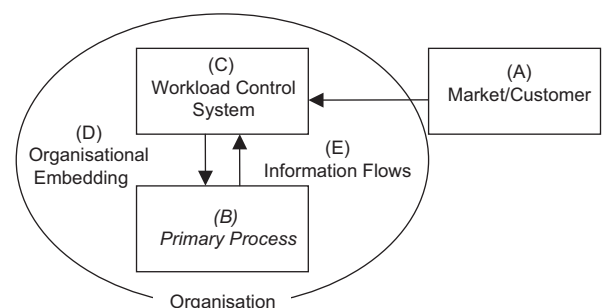 (C)
Workload Control
System
(A)
Market/Customer
(D)
Organisational
Embedding
(E)
Information Flows
(B)
Primary Process
Organisation